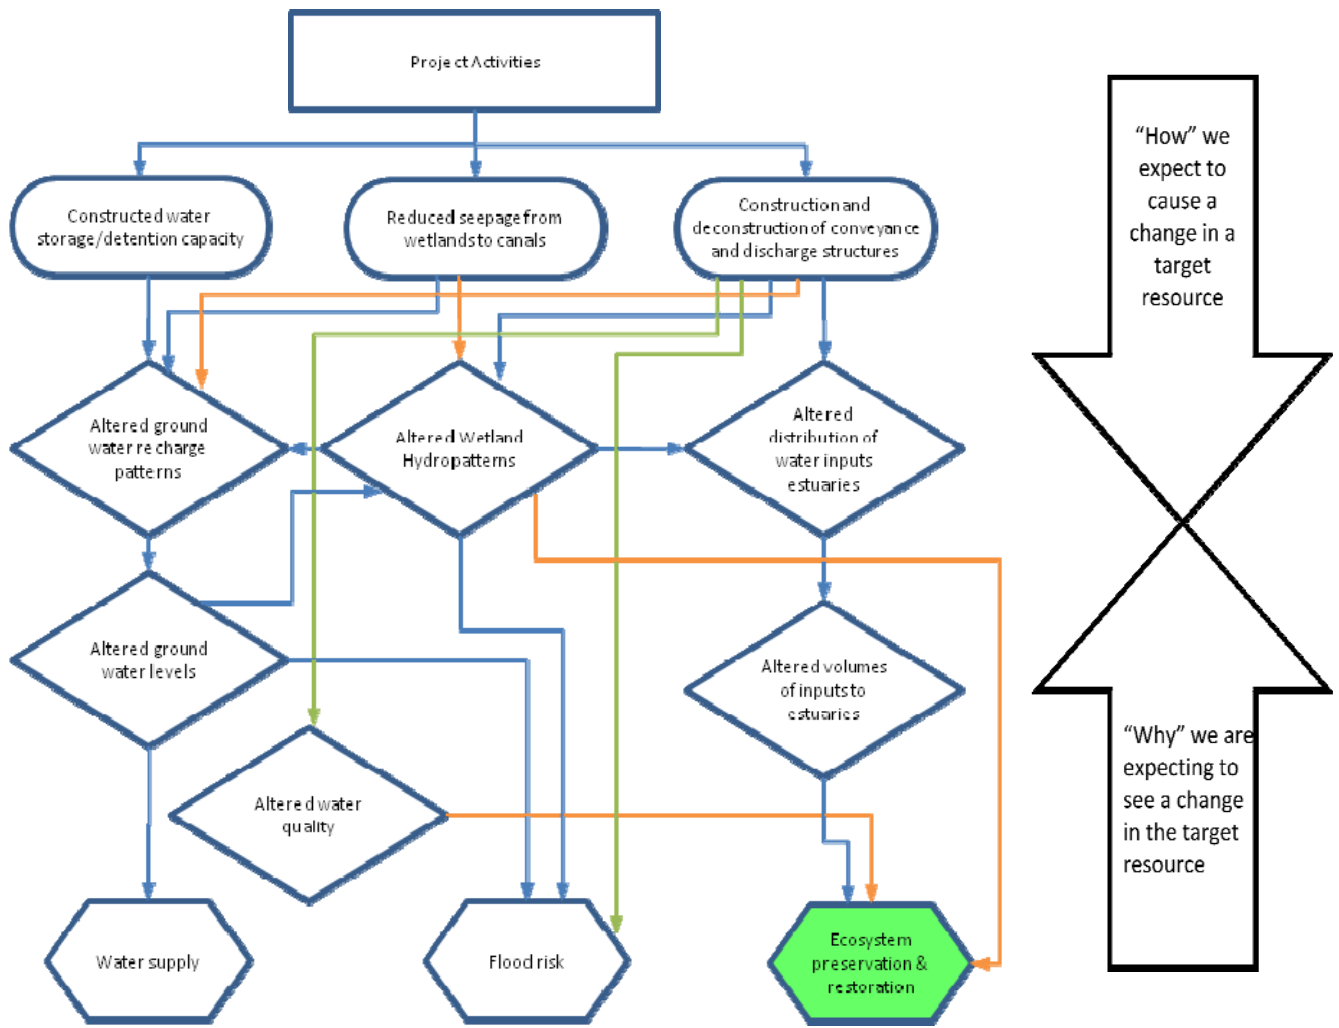 Project Activities
Constructed water
storage/detention capacity
Reduced seepage from
wetlands to canals
Construction and
deconstruction of conveyance
and discharge structures
Altered ground
water recharge
patterns
Altered Wetland
Hydropatterns
Altered
distribution of
water inputs
estuaries
Altered ground
water levels
Altered volumes
of inputs to
estuaries
Altered water
quality
Water supply
Flood risk
Ecosystem
preservation &
restoration
“How” we
expect to
cause a
change in a
target
resource
“Why” we are
expecting to
see a change
in the target
resource